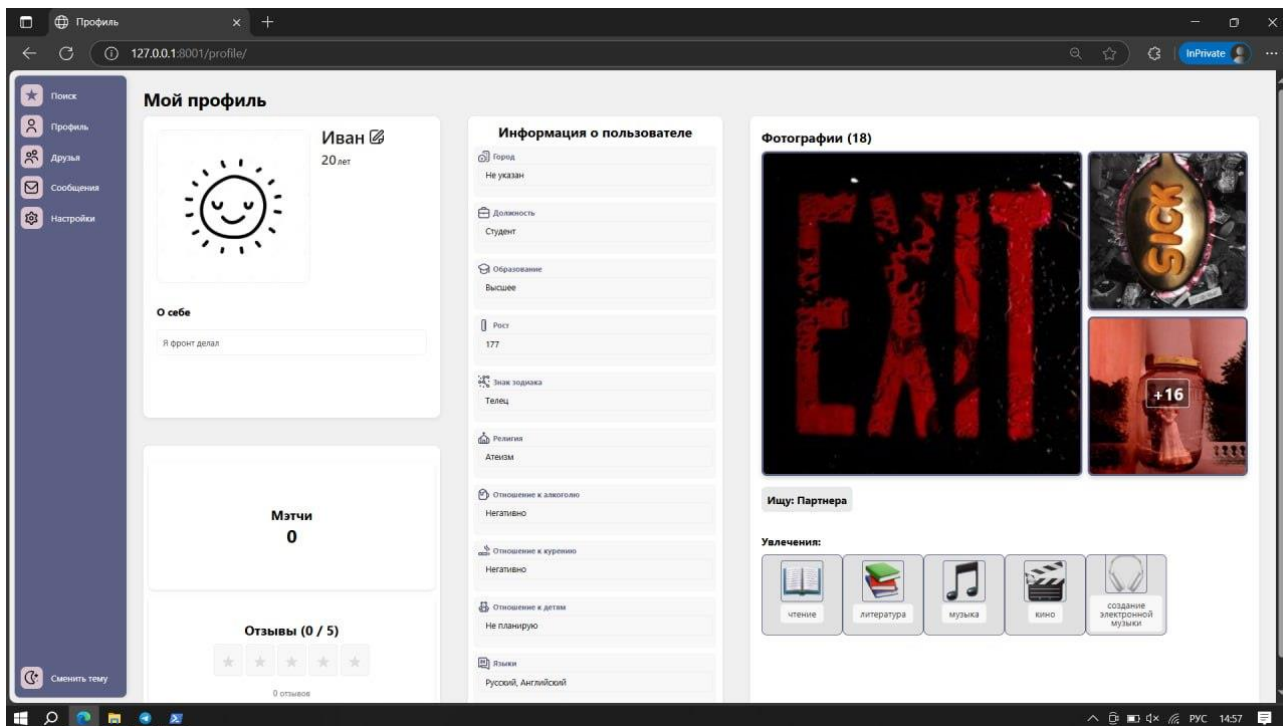 Профиль
127.0.0.1:8001/profile/
InPrivate
Поиск
Профиль
Друзья
Сообщения
Настройки
Сменить тему
Мой профиль
Иван
20 лет
О себе
Я фронт делал
Мэтчи
0
Отзывы (0 / 5)
0 отзывов
Информация о пользователе
Город
Не указан
Должность
Студент
Образование
Высшее
Рост
177
Знак зодиака
Телец
Религия
Атеизм
Отношение к алкоголю
Негативно
Отношение к курению
Негативно
Отношение к детям
Не планирую
Языки
Русский, Английский
Фотографии (18)
EXIT
SICK
+16
Ищу: Партнера
Увлечения:
чтение
литература
музыка
кино
создание
электронной
музыки
РУС
14:57